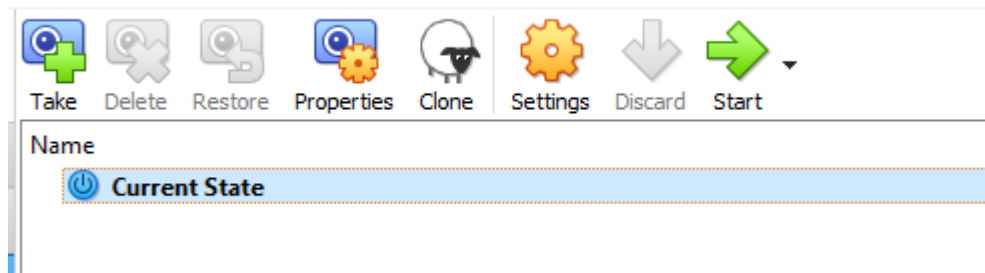 Take Delete Restore Properties Clone Settings Discard Start
Name
Current State